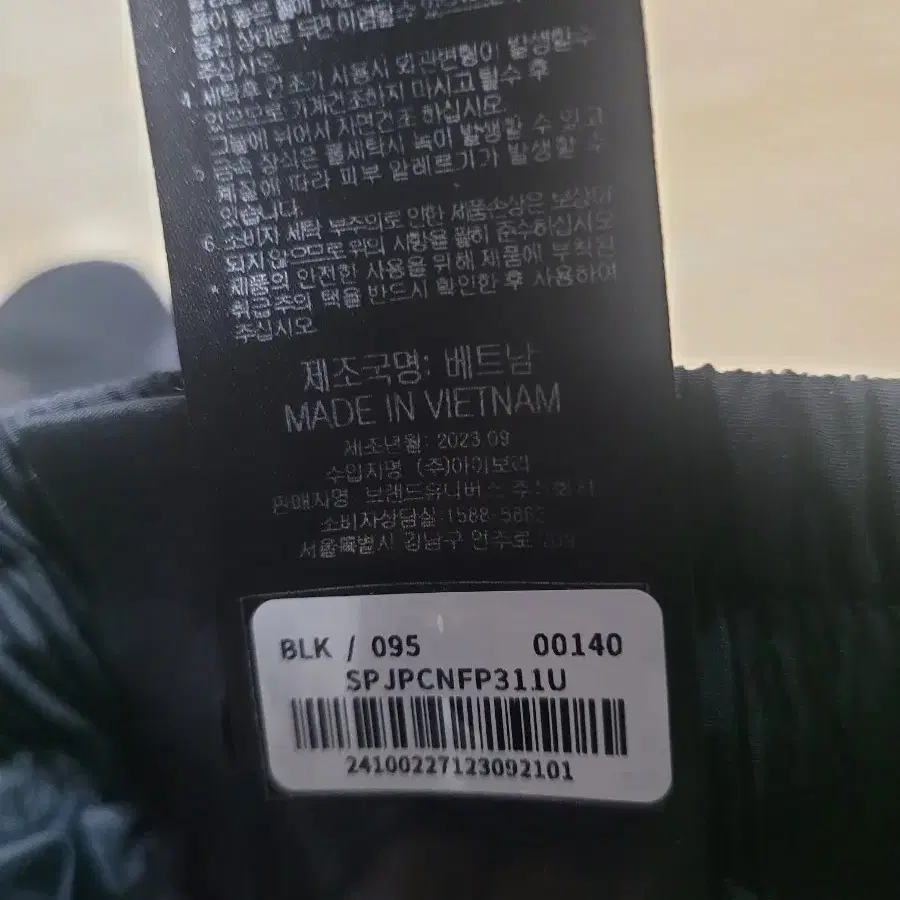 중신 상태로 두면 이염될수
주십시오.
4. 세탁후 건조기 사용시 외관변형이 발생할수
있으므로 기계건조하지 마시고 탈수 후
그늘에 뉘어서 자연건조 하십시오.
5. 금속 장식은 물세탁시 녹이 발생할 수 있고
체질에 따라 피부 알레르기가 발생할 수
있습니다.
6. 소비자 세탁 부주의로 인한 제품손상은 보상이
되지 않으므로 위의 사항을 필히 준수하십시오
* 제품의 안전한 사용을 위해 제품에 부착된
취급주의 택을 반드시 확인한 후 사용하여
주십시오
제조국명: 베트남
MADE IN VIETNAM
제조년월: 2023.09
수입자명 (주)아이보리
판매자명 브랜드유니버스 주식회사
소비자상담실 1588-5883
서울특별시 강남구 언주로
BLK / 095 00140
SPJPCNFP311U
24100227123092101